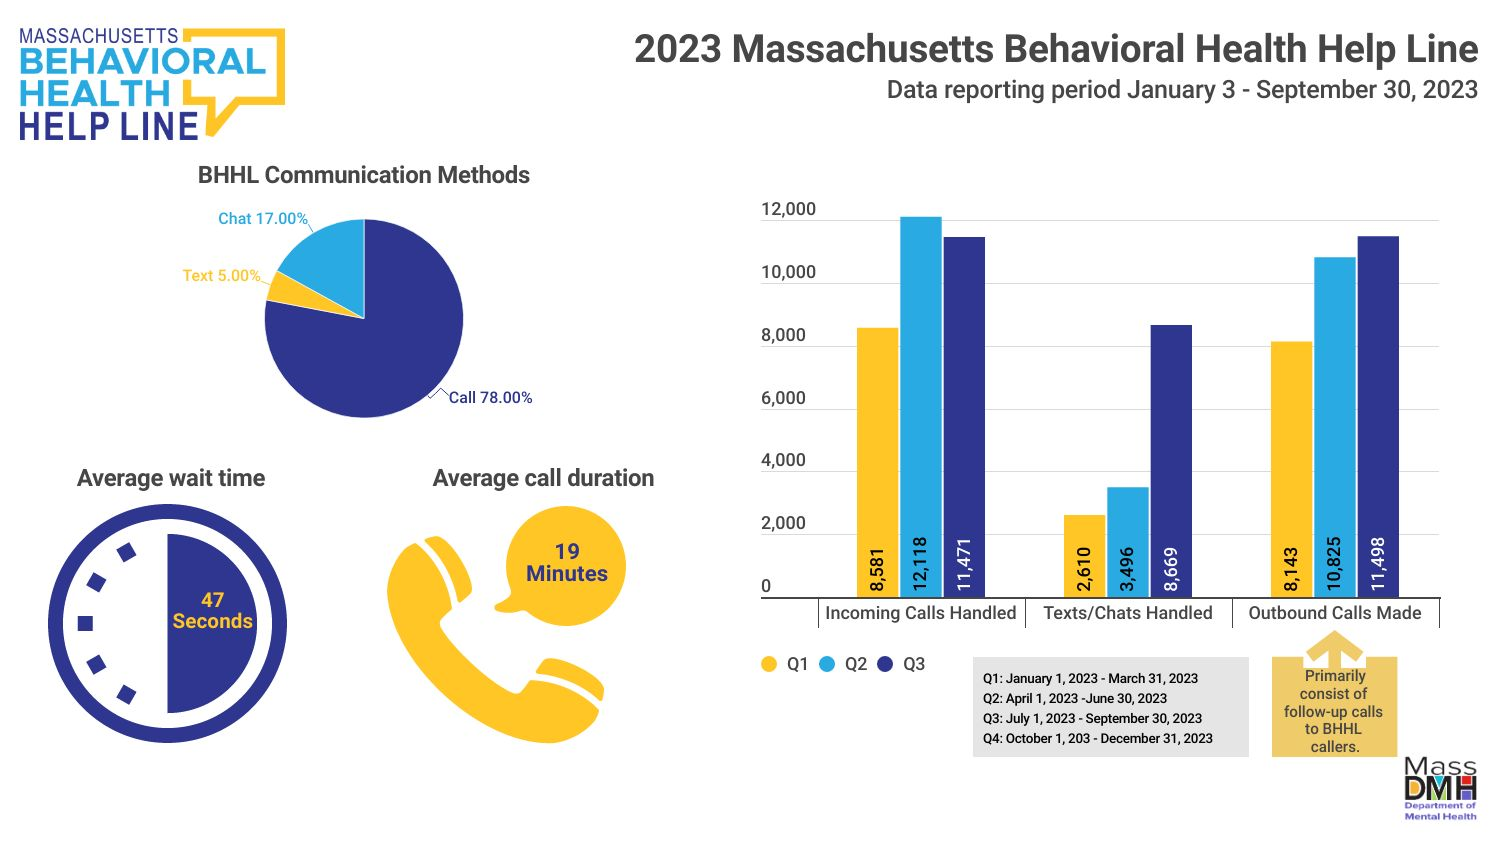 MASSACHUSETTS
BEHAVIORAL
HEALTH
HELP LINE
2023 Massachusetts Behavioral Health Help Line
Data reporting period January 3 - September 30, 2023
BHHL Communication Methods
Chat 17.00%
Text 5.00%
Call 78.00%
Average wait time
47
Seconds
Average call duration
19
Minutes
12,000
10,000
8,000
6,000
4,000
2,000
0
8,581
12,118
11,471
2,610
3,496
8,669
8,143
10,825
11,498
Incoming Calls Handled
Texts/Chats Handled
Outbound Calls Made
Q1 Q2 Q3
Q1: January 1, 2023 - March 31, 2023
Q2: April 1, 2023 -June 30, 2023
Q3: July 1, 2023 - September 30, 2023
Q4: October 1, 203 - December 31, 2023
Primarily
consist of
follow-up calls
to BHHL
callers.
Mass
DMH
Department of
Mental Health